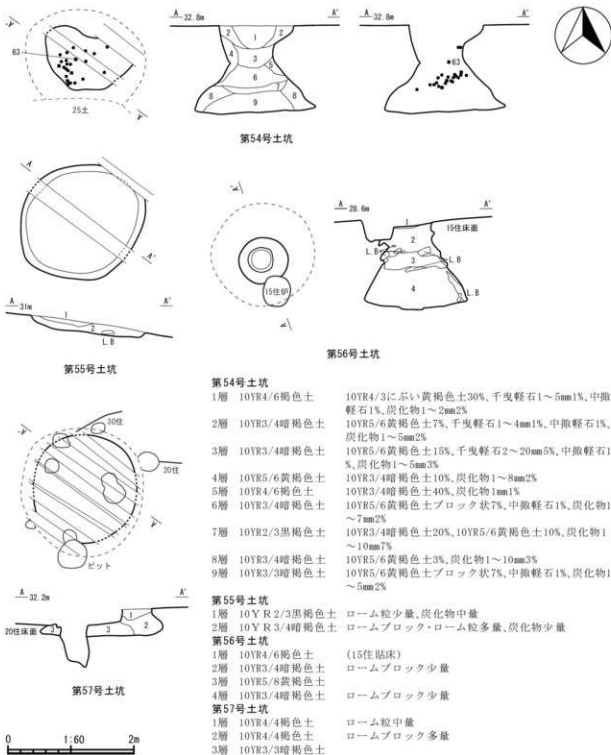 A 32.8m A'
A 32.8m A'
63
25土
A
A'
2 1 2
4 3
5
6
7
8 9 8
63
第54号土坑
A
A'
A 31m A'
1
2
L.B
第55号土坑
A
A'
15住炉
A 28.6m A'
1
15住床面
2
L.B
3
L.B
4
L.B
第56号土坑
30住
20住
A
A'
ピット
A 32.2m A'
20住床面
1
3 3 2
第57号土坑
第54号土坑
1層 10YR4/6褐色土 10YR4/3にぶい黄褐色土30%、千曳軽石1～5mm1%、中掫
軽石1%、炭化物1～2mm2%
2層 10YR3/4暗褐色土 10YR5/6黄褐色土7%、千曳軽石1～4mm1%、中掫軽石1%、
炭化物1～5mm2%
3層 10YR3/4暗褐色土 10YR5/6黄褐色土15%、千曳軽石2～20mm5%、中掫軽石1
%、炭化物1～5mm3%
4層 10YR5/6黄褐色土 10YR3/4暗褐色土10%、炭化物1～8mm2%
5層 10YR4/6褐色土 10YR3/4暗褐色土40%、炭化物1mm1%
6層 10YR3/4暗褐色土 10YR5/6黄褐色土ブロック状7%、中掫軽石1%、炭化物1
～7mm2%
7層 10YR2/3黒褐色土 10YR3/4暗褐色土20%、10YR5/6黄褐色土10%、炭化物1
～10mm7%
8層 10YR3/4暗褐色土 10YR5/6黄褐色土3%、炭化物1～10mm3%
9層 10YR3/3暗褐色土 10YR5/6黄褐色土ブロック状7%、中掫軽石1%、炭化物1
～5mm2%
第55号土坑
1層 10ＹＲ2/3黒褐色土 ローム粒少量、炭化物中量
2層 10ＹＲ3/4暗褐色土 ロームブロック・ローム粒多量、炭化物少量
第56号土坑
1層 10YR4/6褐色土 (15住貼床)
2層 10YR3/4暗褐色土 ロームブロック少量
3層 10YR5/8黄褐色土
4層 10YR3/4暗褐色土 ロームブロック少量
第57号土坑
1層 10YR4/4褐色土 ローム粒中量
2層 10YR4/4褐色土 ロームブロック多量
3層 10YR3/3暗褐色土
0 1:60 2m